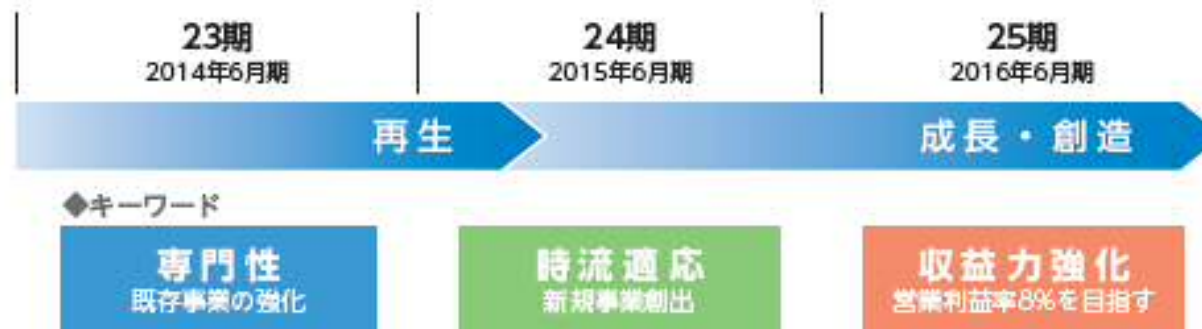 23期
2014年6月期
24期
2015年6月期
25期
2016年6月期
再生
成長・創造
◆キーワード
専門性
既存事業の強化
時流適応
新規事業創出
収益力強化
営業利益率8%を目指す